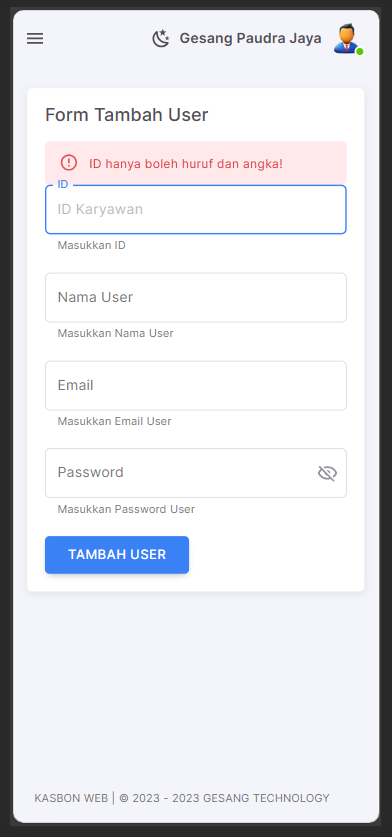 Gesang Paudra Jaya
Form Tambah User
ID hanya boleh huruf dan angka!
ID
ID Karyawan
Masukkan ID
Nama User
Masukkan Nama User
Email
Masukkan Email User
Password
Masukkan Password User
TAMBAH USER
KASBON WEB | © 2023 - 2023 GESANG TECHNOLOGY